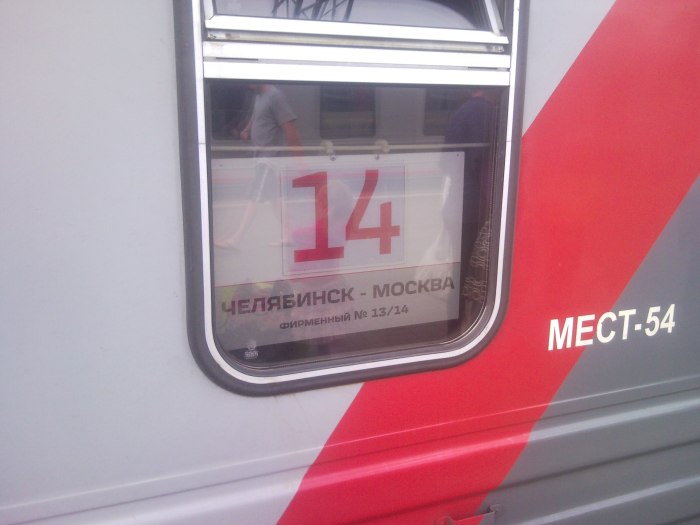 14
ЧЕЛЯБИНСК - МОСКВА
ФИРМЕННЫЙ № 13/14
МЕСТ-54